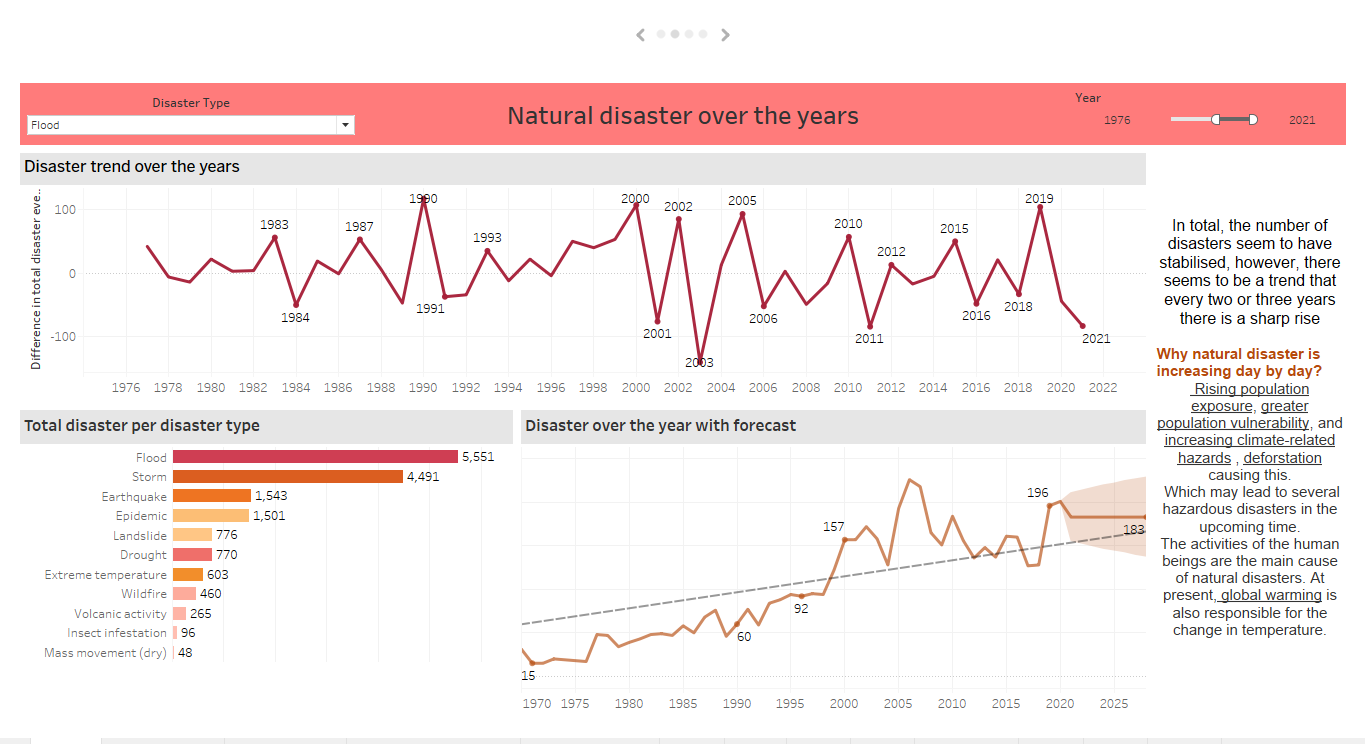 Disaster Type
Flood
Natural disaster over the years
Year
1976
2021
Disaster trend over the years
Difference in total disaster eve..
100
0
-100
1983
1984
1987
1990
1991
1993
2000
2001
2002
2003
2005
2006
2010
2011
2012
2015
2016
2018
2019
2021
1976 1978 1980 1982 1984 1986 1988 1990 1992 1994 1996 1998 2000 2002 2004 2006 2008 2010 2012 2014 2016 2018 2020 2022
Total disaster per disaster type
Flood 5,551
Storm 4,491
Earthquake 1,543
Epidemic 1,501
Landslide 776
Drought 770
Extreme temperature 603
Wildfire 460
Volcanic activity 265
Insect infestation 96
Mass movement (dry) 48
Disaster over the year with forecast
15
60
92
157
196
183
1970 1975 1980 1985 1990 1995 2000 2005 2010 2015 2020 2025
In total, the number of
disasters seem to have
stabilised, however, there
seems to be a trend that
every two or three years
there is a sharp rise
Why natural disaster is
increasing day by day?
Rising population
exposure, greater
population vulnerability, and
increasing climate-related
hazards , deforstation
causing this.
Which may lead to several
hazardous disasters in the
upcoming time.
The activities of the human
beings are the main cause
of natural disasters. At
present, global warming is
also responsible for the
change in temperature.